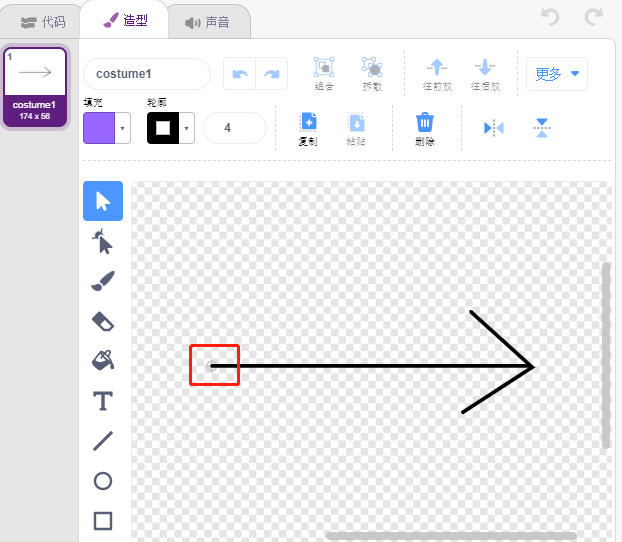 代码
造型
声音
1
costume1
174 x 56
costume1
组合
拆散
往前放
往后放
更多
填充
轮廓
4
复制
粘贴
删除
T